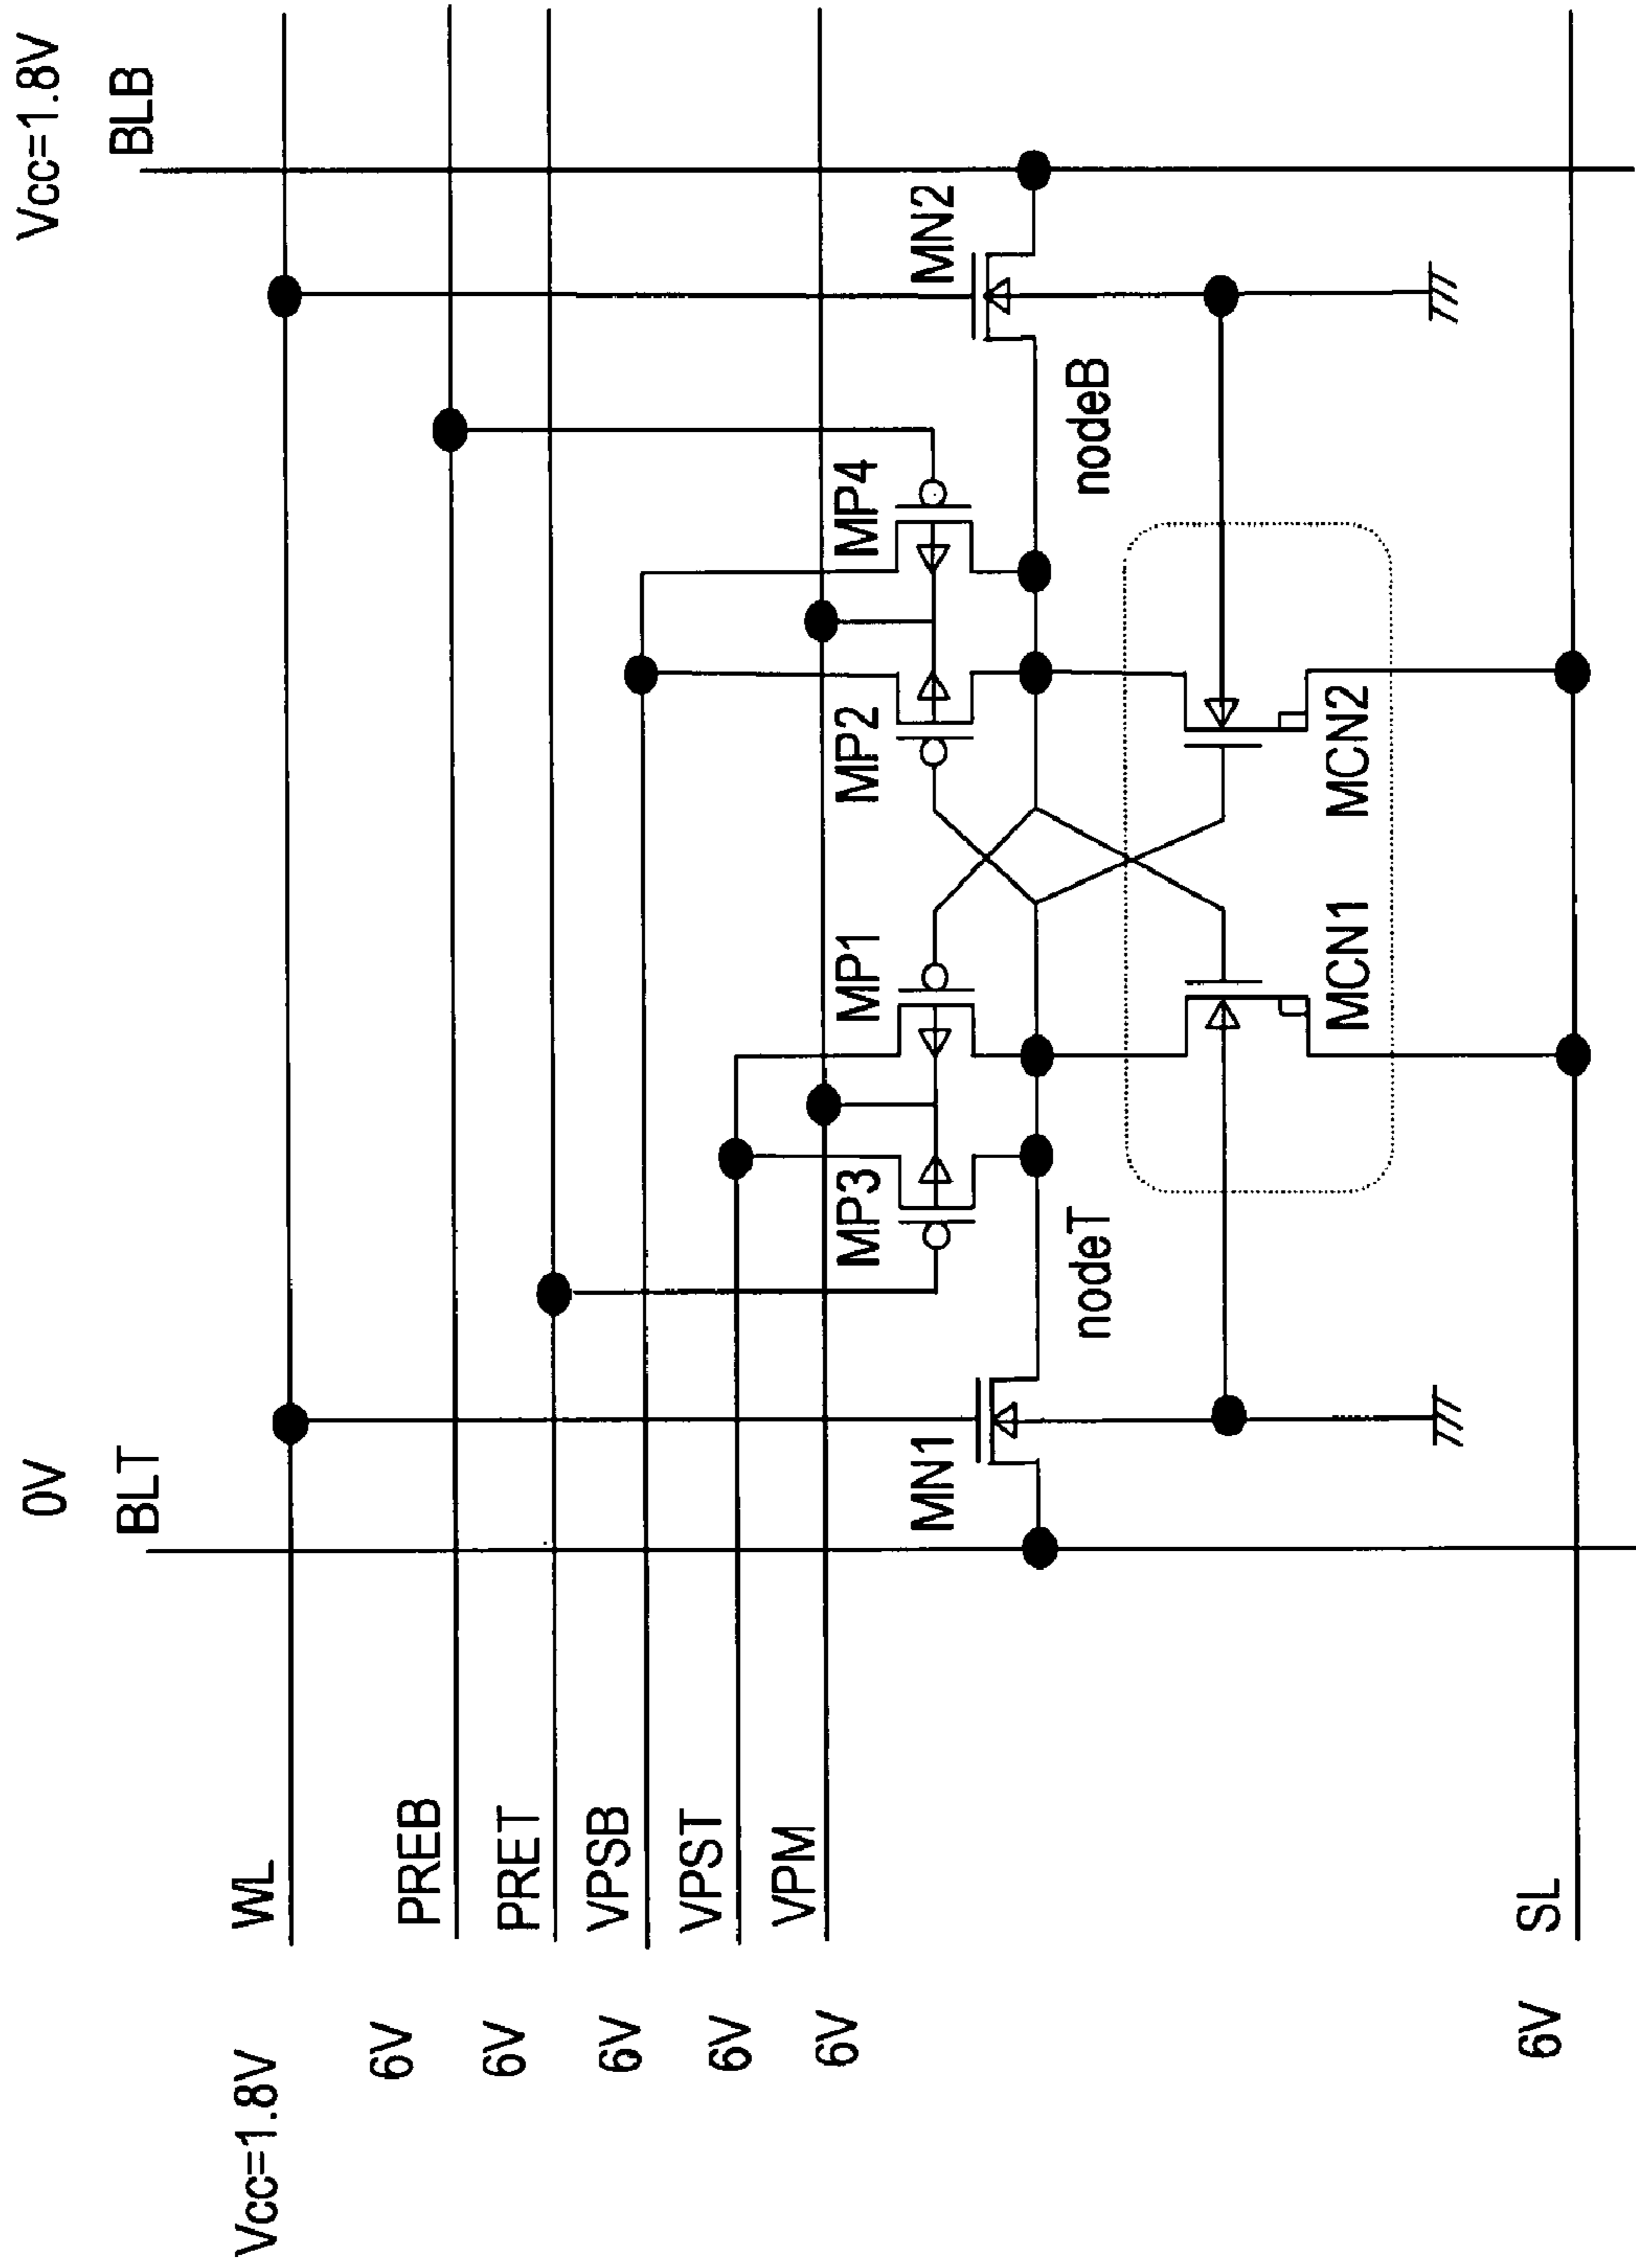 Vcc=1.8V
0V
BLB
BLT
WL
Vcc=1.8V
PREB
6V
PRET
6V
VPSB
6V
VPST
6V
VPM
6V
MP3
MP1
MP2
MP4
MN1
MN2
nodeT
nodeB
MCN1
MCN2
SL
6V